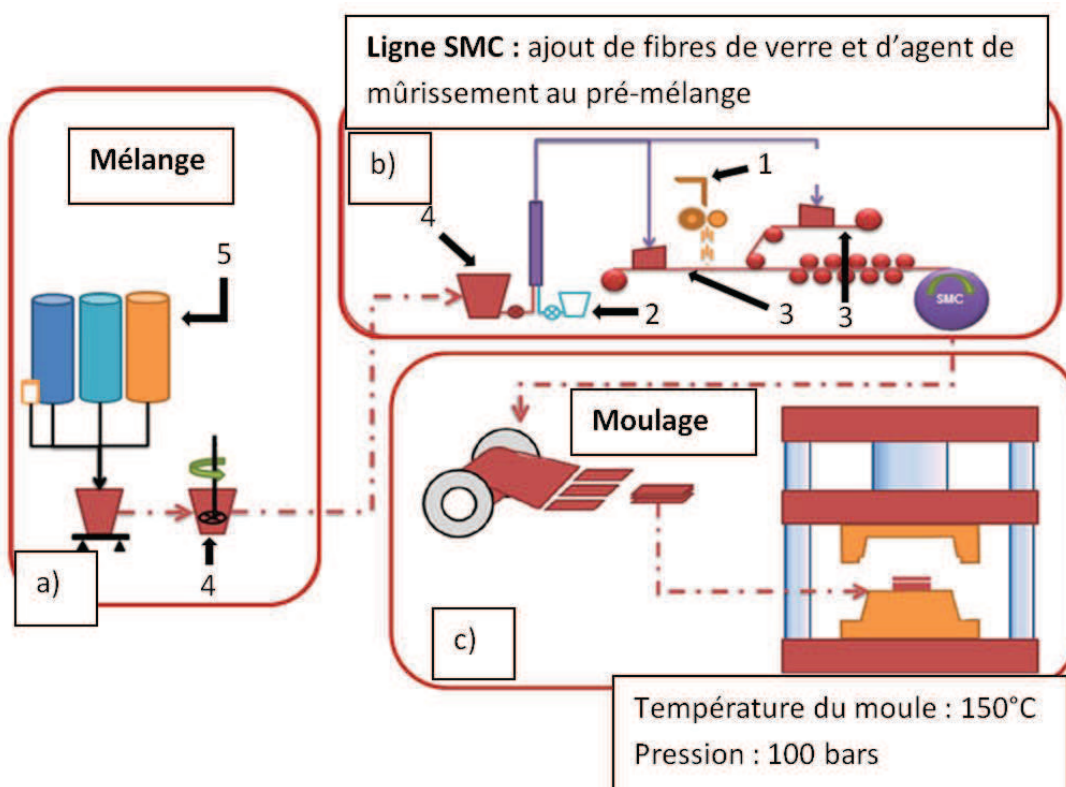 Ligne SMC : ajout de fibres de verre et d’agent de
mûrissement au pré-mélange
Mélange
b)
1
4
5
2
3
3
SMC
Moulage
a)
4
c)
Température du moule : 150°C
Pression : 100 bars